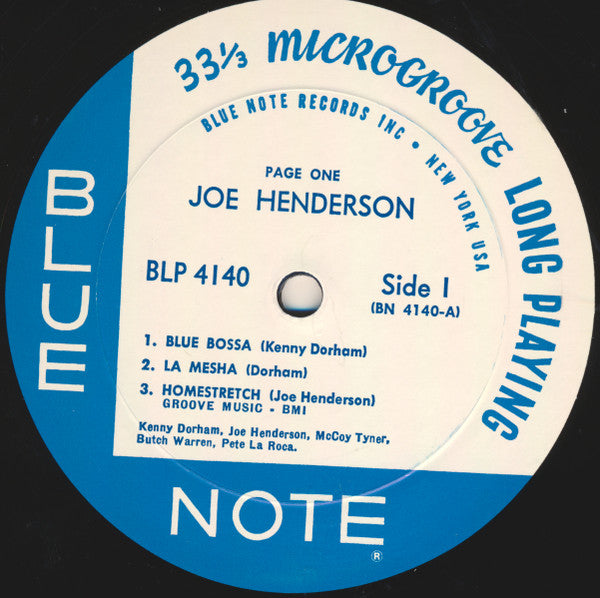 33⅓ MICROGROOVE LONG PLAYING
BLUE NOTE RECORDS INC • NEW YORK USA
PAGE ONE
JOE HENDERSON
BLP 4140
Side 1
(BN 4140-A)
1. BLUE BOSSA (Kenny Dorham)
2. LA MESHA (Dorham)
3. HOMESTRETCH (Joe Henderson)
GROOVE MUSIC - BMI
Kenny Dorham, Joe Henderson, McCoy Tyner,
Butch Warren, Pete La Roca.
BLUE
NOTE
®